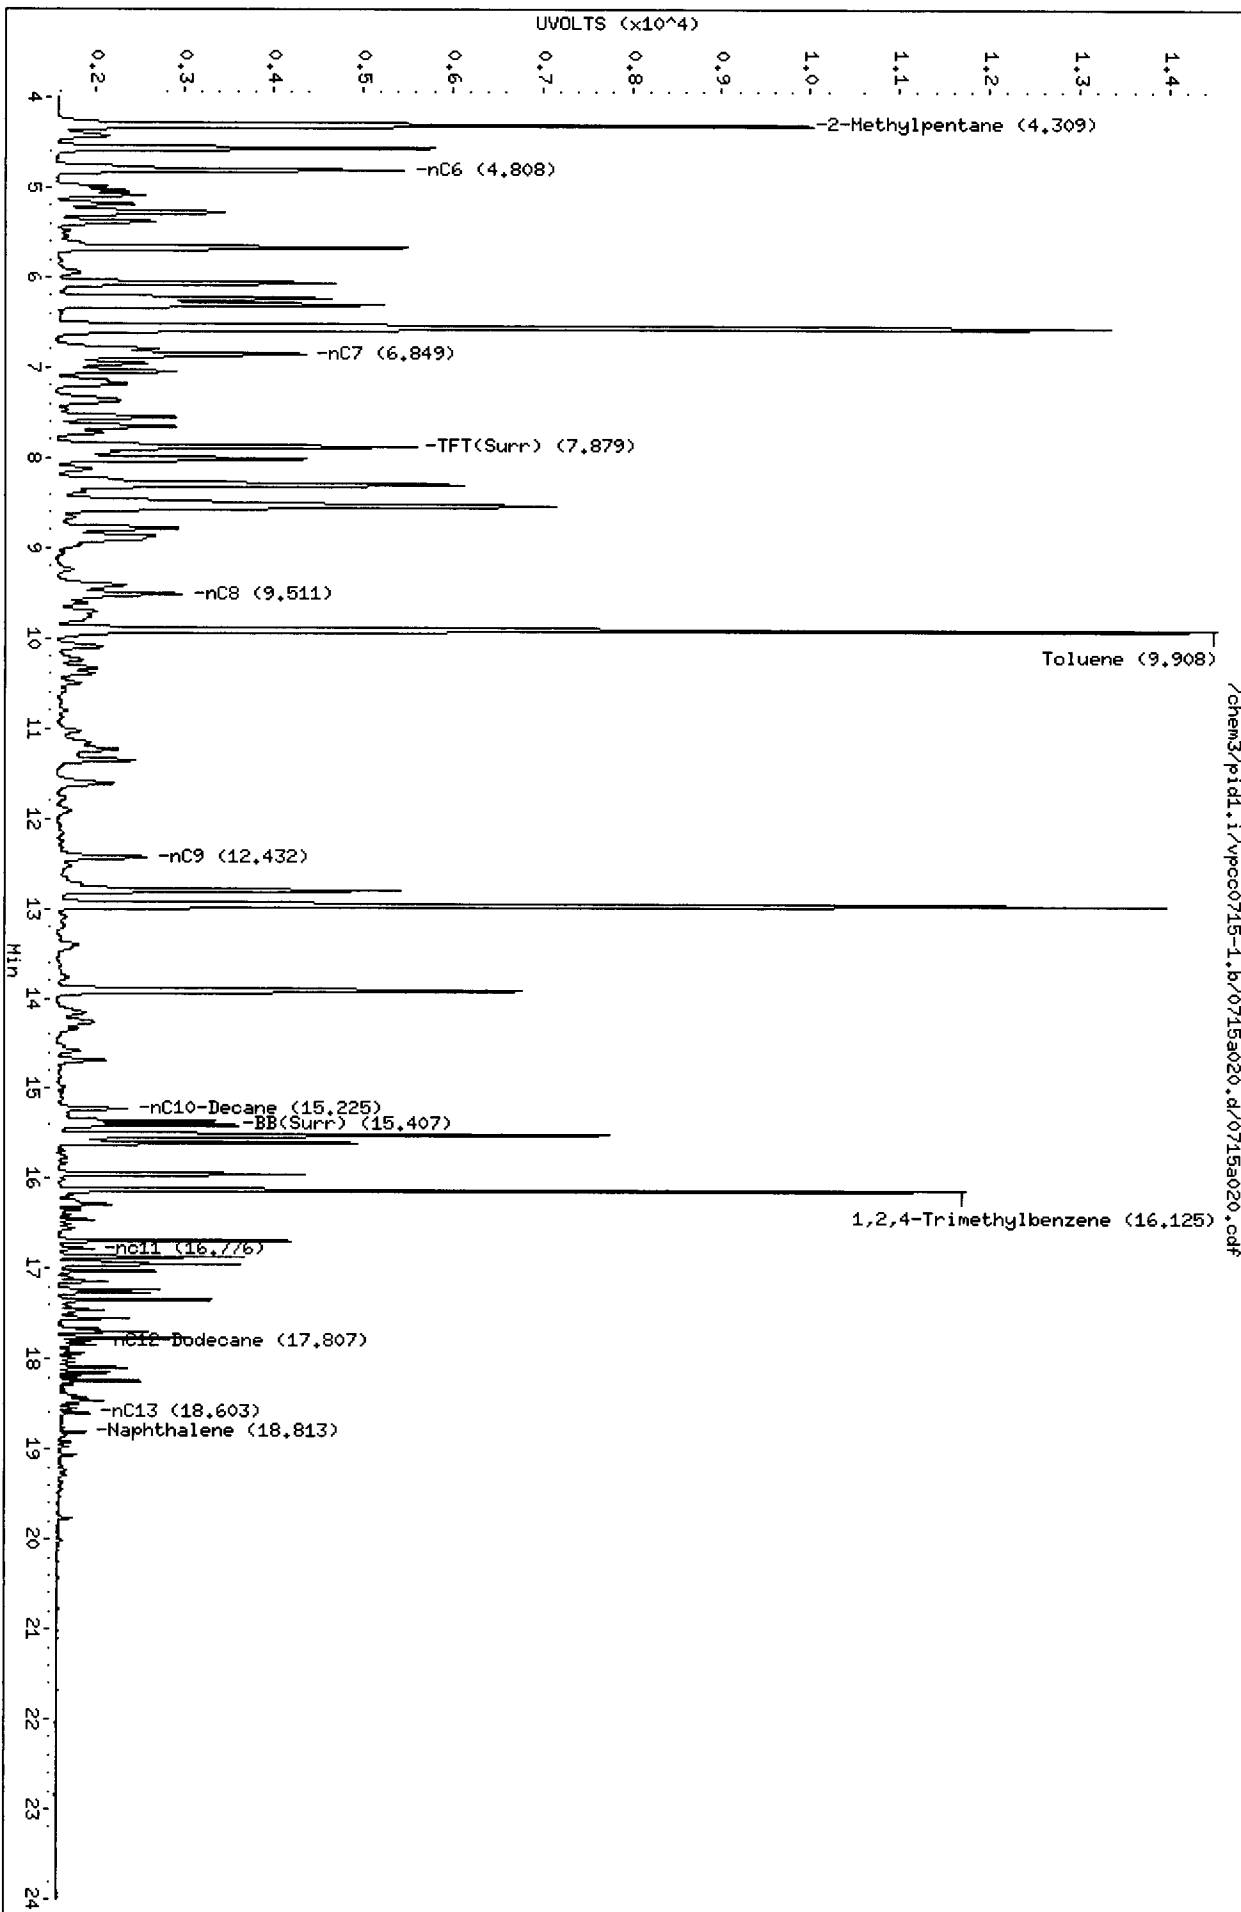 UVOLTS (x10^4)
0.2
0.3
0.4
0.5
0.6
0.7
0.8
0.9
1.0
1.1
1.2
1.3
1.4
4
5
6
7
8
9
10
11
12
13
14
15
16
17
18
19
20
21
22
23
24
Min
-2-Methylpentane (4.309)
-nC6 (4.808)
-nC7 (6.849)
-TFT(Surr) (7.879)
-nC8 (9.511)
Toluene (9.908)
-nC9 (12.432)
-nC10-Decane (15.225)
-BB(Surr) (15.407)
1,2,4-Trimethylbenzene (16.125)
-nc11 (16.776)
-nC12-Dodecane (17.807)
-nC13 (18.603)
-Naphthalene (18.813)
/chem3/pid1.i/vpcc0715-1.b/0715a020.d/0715a020.cdf